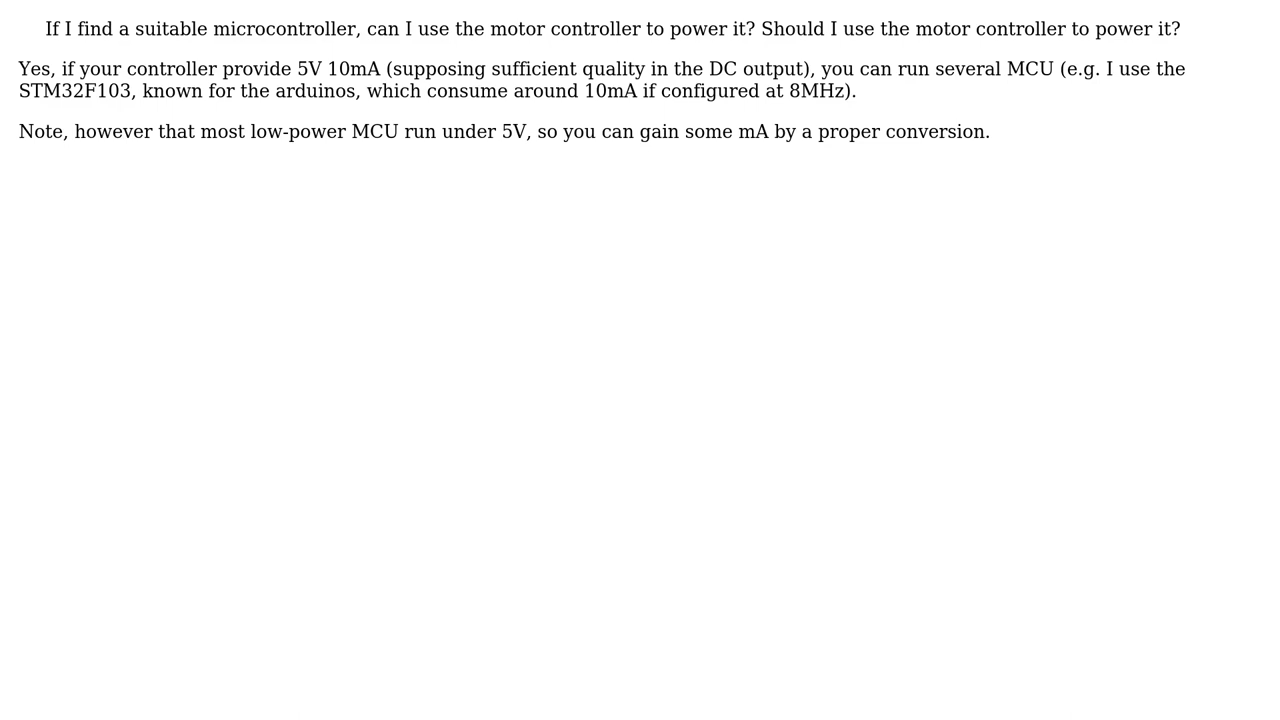 If I find a suitable microcontroller, can I use the motor controller to power it? Should I use the motor controller to power it?
Yes, if your controller provide 5V 10mA (supposing sufficient quality in the DC output), you can run several MCU (e.g. I use the
STM32F103, known for the arduinos, which consume around 10mA if configured at 8MHz).
Note, however that most low-power MCU run under 5V, so you can gain some mA by a proper conversion.